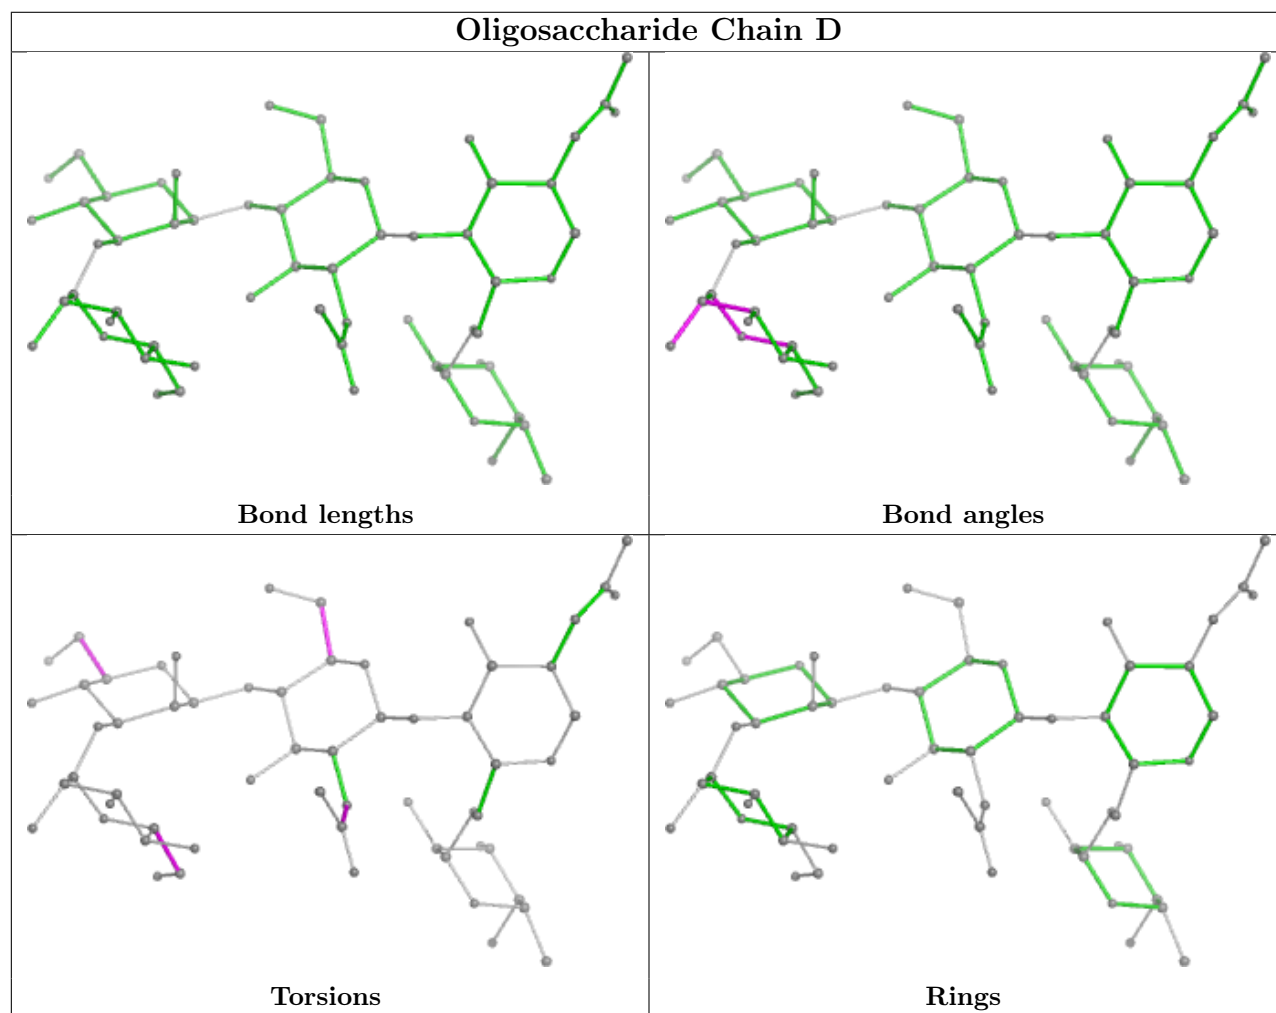 Oligosaccharide Chain D
Bond lengths
Bond angles
Torsions
Rings